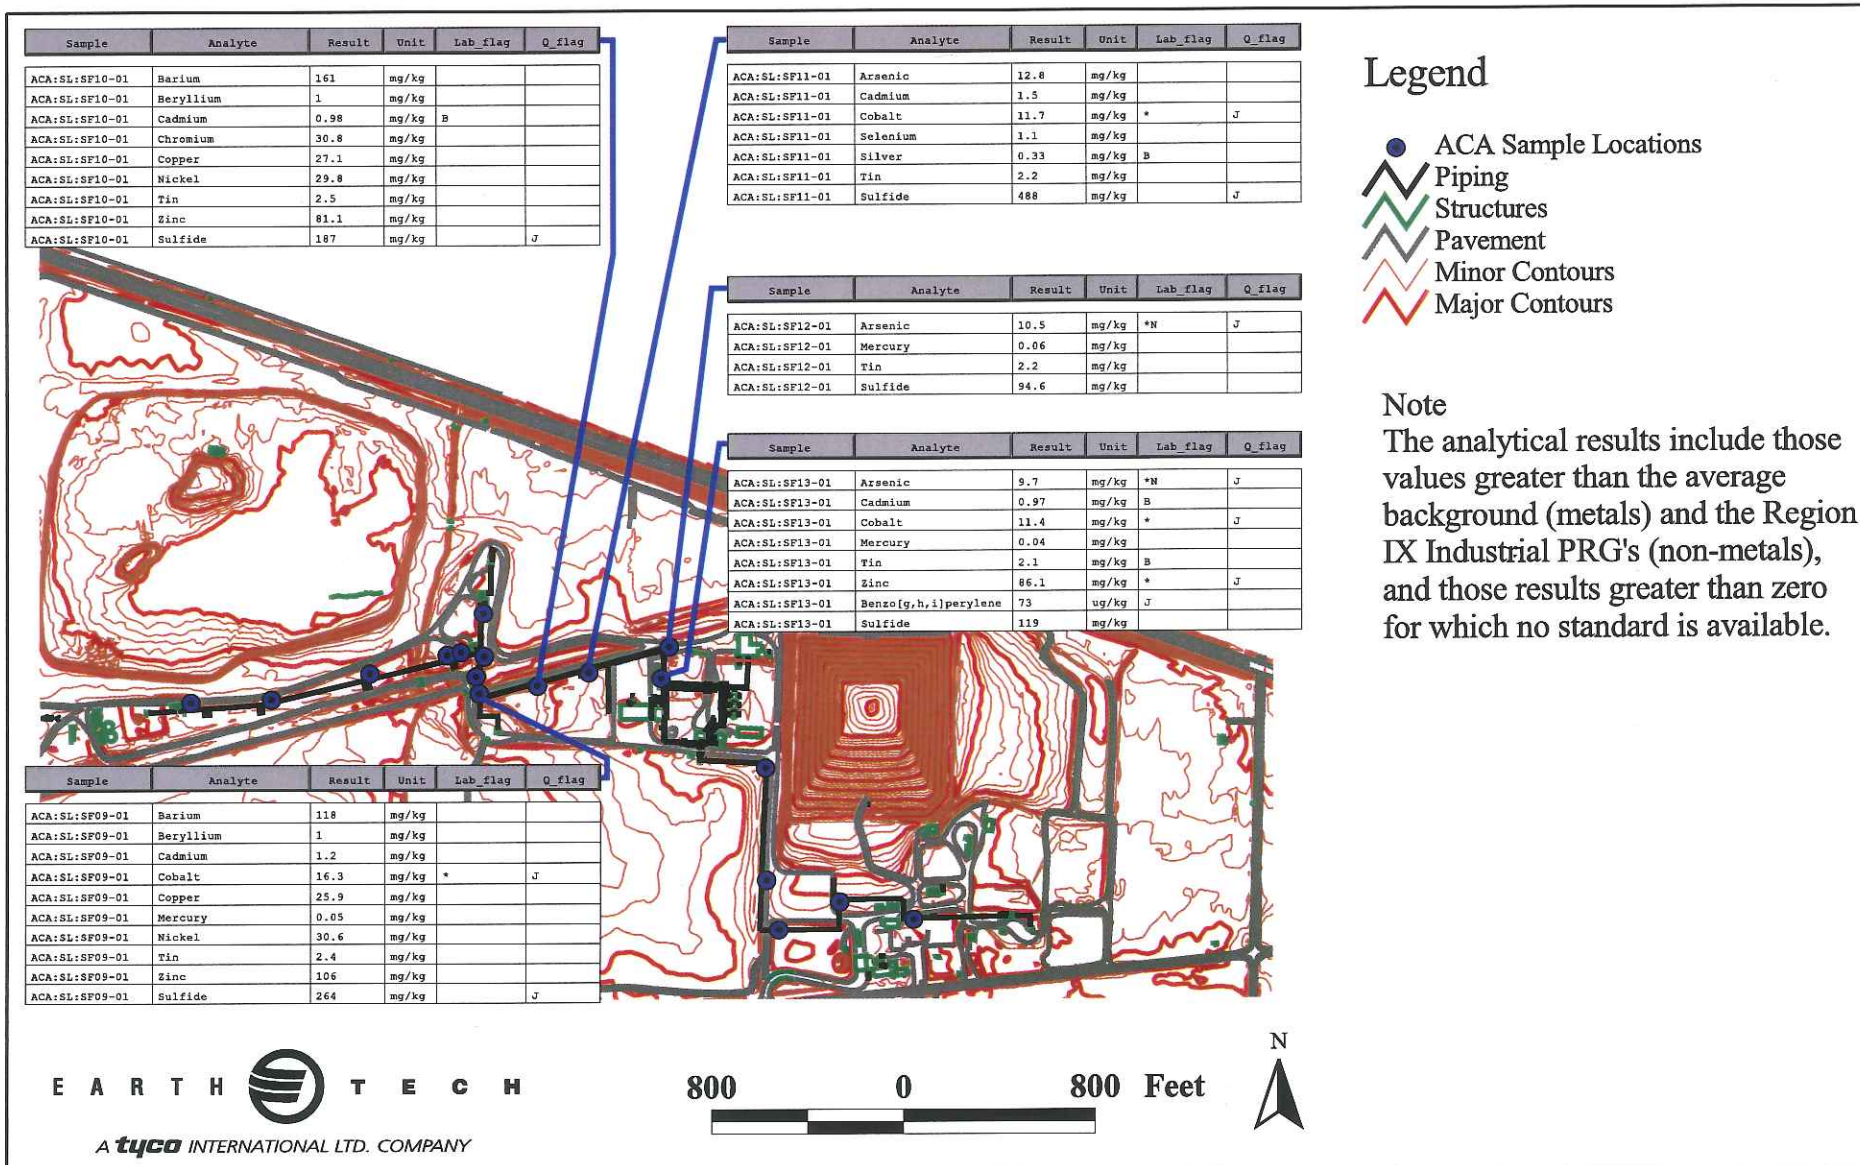 Sample Analyte Result Unit Lab_flag Q_flag
ACA:SL:SF10-01 Barium 161 mg/kg
ACA:SL:SF10-01 Beryllium 1 mg/kg
ACA:SL:SF10-01 Cadmium 0.98 mg/kg B
ACA:SL:SF10-01 Chromium 30.8 mg/kg
ACA:SL:SF10-01 Copper 27.1 mg/kg
ACA:SL:SF10-01 Nickel 29.8 mg/kg
ACA:SL:SF10-01 Tin 2.5 mg/kg
ACA:SL:SF10-01 Zinc 81.1 mg/kg
ACA:SL:SF10-01 Sulfide 187 mg/kg J
Sample Analyte Result Unit Lab_flag Q_flag
ACA:SL:SF11-01 Arsenic 12.8 mg/kg
ACA:SL:SF11-01 Cadmium 1.5 mg/kg
ACA:SL:SF11-01 Cobalt 11.7 mg/kg * J
ACA:SL:SF11-01 Selenium 1.1 mg/kg
ACA:SL:SF11-01 Silver 0.33 mg/kg B
ACA:SL:SF11-01 Tin 2.2 mg/kg
ACA:SL:SF11-01 Sulfide 488 mg/kg J
Sample Analyte Result Unit Lab_flag Q_flag
ACA:SL:SF12-01 Arsenic 10.5 mg/kg *N J
ACA:SL:SF12-01 Mercury 0.06 mg/kg
ACA:SL:SF12-01 Tin 2.2 mg/kg
ACA:SL:SF12-01 Sulfide 94.6 mg/kg
Sample Analyte Result Unit Lab_flag Q_flag
ACA:SL:SF13-01 Arsenic 9.7 mg/kg *N J
ACA:SL:SF13-01 Cadmium 0.97 mg/kg B
ACA:SL:SF13-01 Cobalt 11.4 mg/kg * J
ACA:SL:SF13-01 Mercury 0.04 mg/kg
ACA:SL:SF13-01 Tin 2.1 mg/kg B
ACA:SL:SF13-01 Zinc 86.1 mg/kg * J
ACA:SL:SF13-01 Benzo[g,h,i]perylene 73 ug/kg J
ACA:SL:SF13-01 Sulfide 119 mg/kg
Sample Analyte Result Unit Lab_flag Q_flag
ACA:SL:SF09-01 Barium 118 mg/kg
ACA:SL:SF09-01 Beryllium 1 mg/kg
ACA:SL:SF09-01 Cadmium 1.2 mg/kg
ACA:SL:SF09-01 Cobalt 16.3 mg/kg * J
ACA:SL:SF09-01 Copper 25.9 mg/kg
ACA:SL:SF09-01 Mercury 0.05 mg/kg
ACA:SL:SF09-01 Nickel 30.6 mg/kg
ACA:SL:SF09-01 Tin 2.4 mg/kg
ACA:SL:SF09-01 Zinc 106 mg/kg
ACA:SL:SF09-01 Sulfide 264 mg/kg J
Legend
ACA Sample Locations
Piping
Structures
Pavement
Minor Contours
Major Contours
Note
The analytical results include those
values greater than the average
background (metals) and the Region
IX Industrial PRG's (non-metals),
and those results greater than zero
for which no standard is available.
EARTH TECH
A tyco INTERNATIONAL LTD. COMPANY
800 0 800 Feet
N